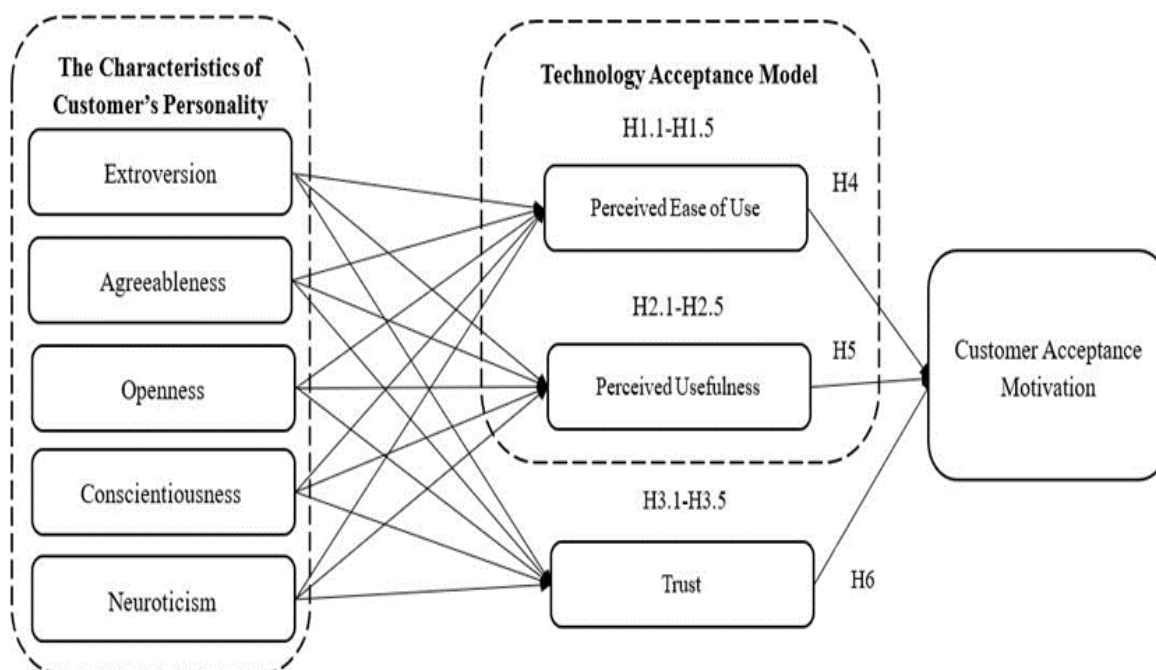 The Characteristics of
Customer's Personality
Extroversion
Agreeableness
Openness
Conscientiousness
Neuroticism
Technology Acceptance Model
H1.1-H1.5
Perceived Ease of Use
H2.1-H2.5
Perceived Usefulness
H3.1-H3.5
Trust
H4
H5
H6
Customer Acceptance
Motivation